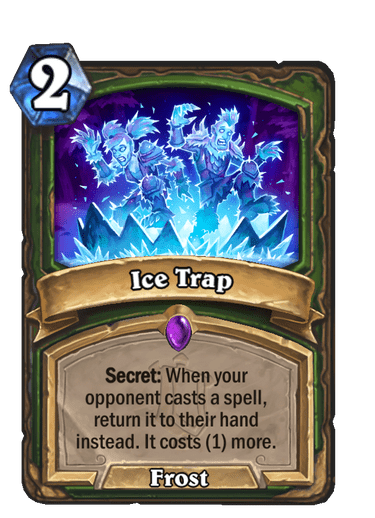 2
Ice Trap
Secret: When your
opponent casts a spell,
return it to their hand
instead. It costs (1) more.
Frost